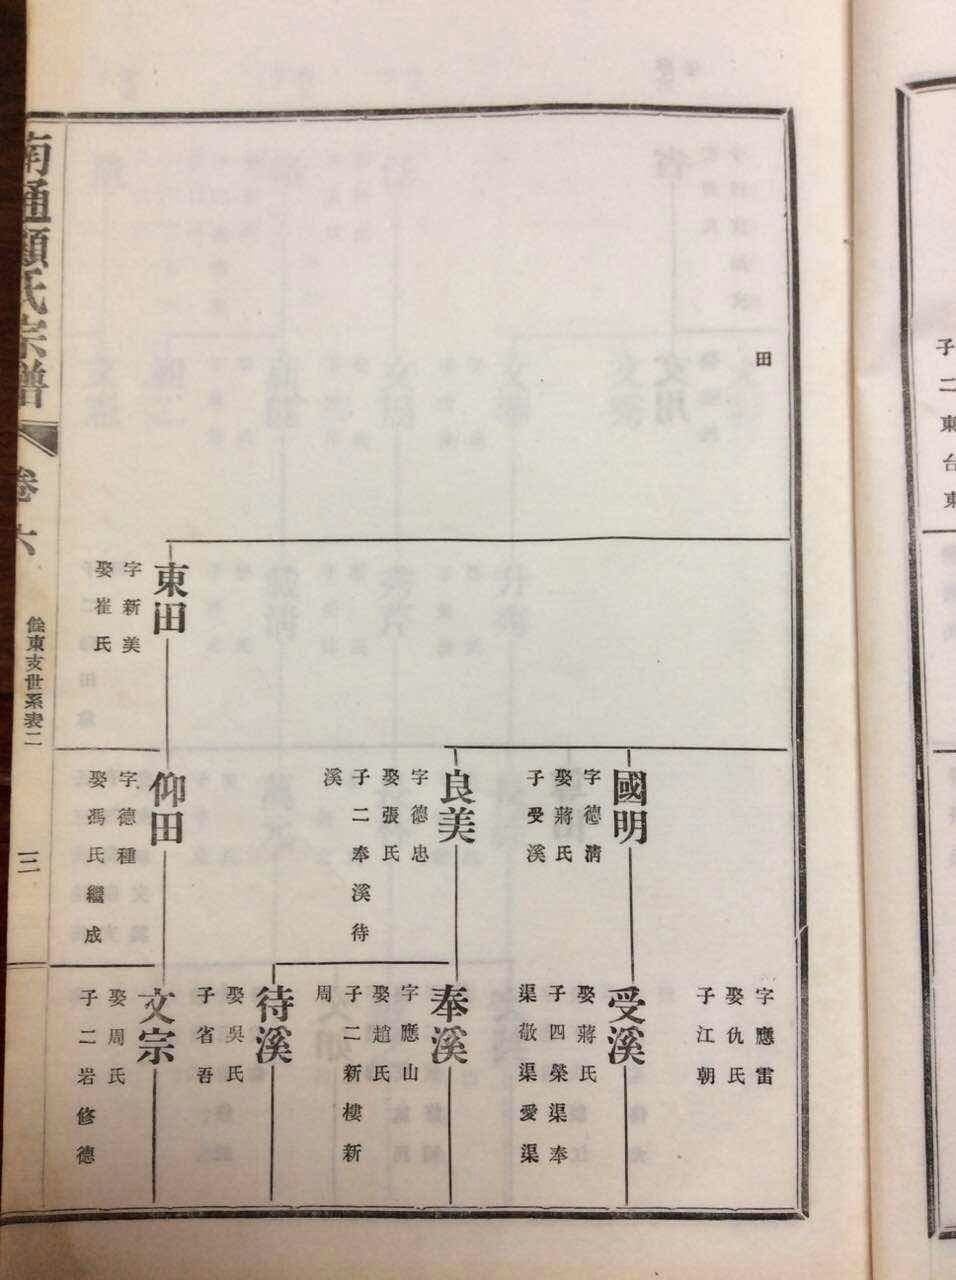 子二東台東
田
字應雷
娶仇氏
子江朝
國明
字德清
娶蔣氏
子受溪
受溪
娶蔣氏
子四榮渠奉
渠敬渠愛渠
良美
字德忠
娶張氏
子二奉溪待
溪
奉溪
字應山
娶趙氏
子二新樓新
周
待溪
娶吳氏
子省吾
東田
字新美
娶崔氏
仰田
字德種
娶馮氏繼成
文宗
娶周氏
子二岩修德
南通顧氏宗譜
卷六
餘東支世系表二
三